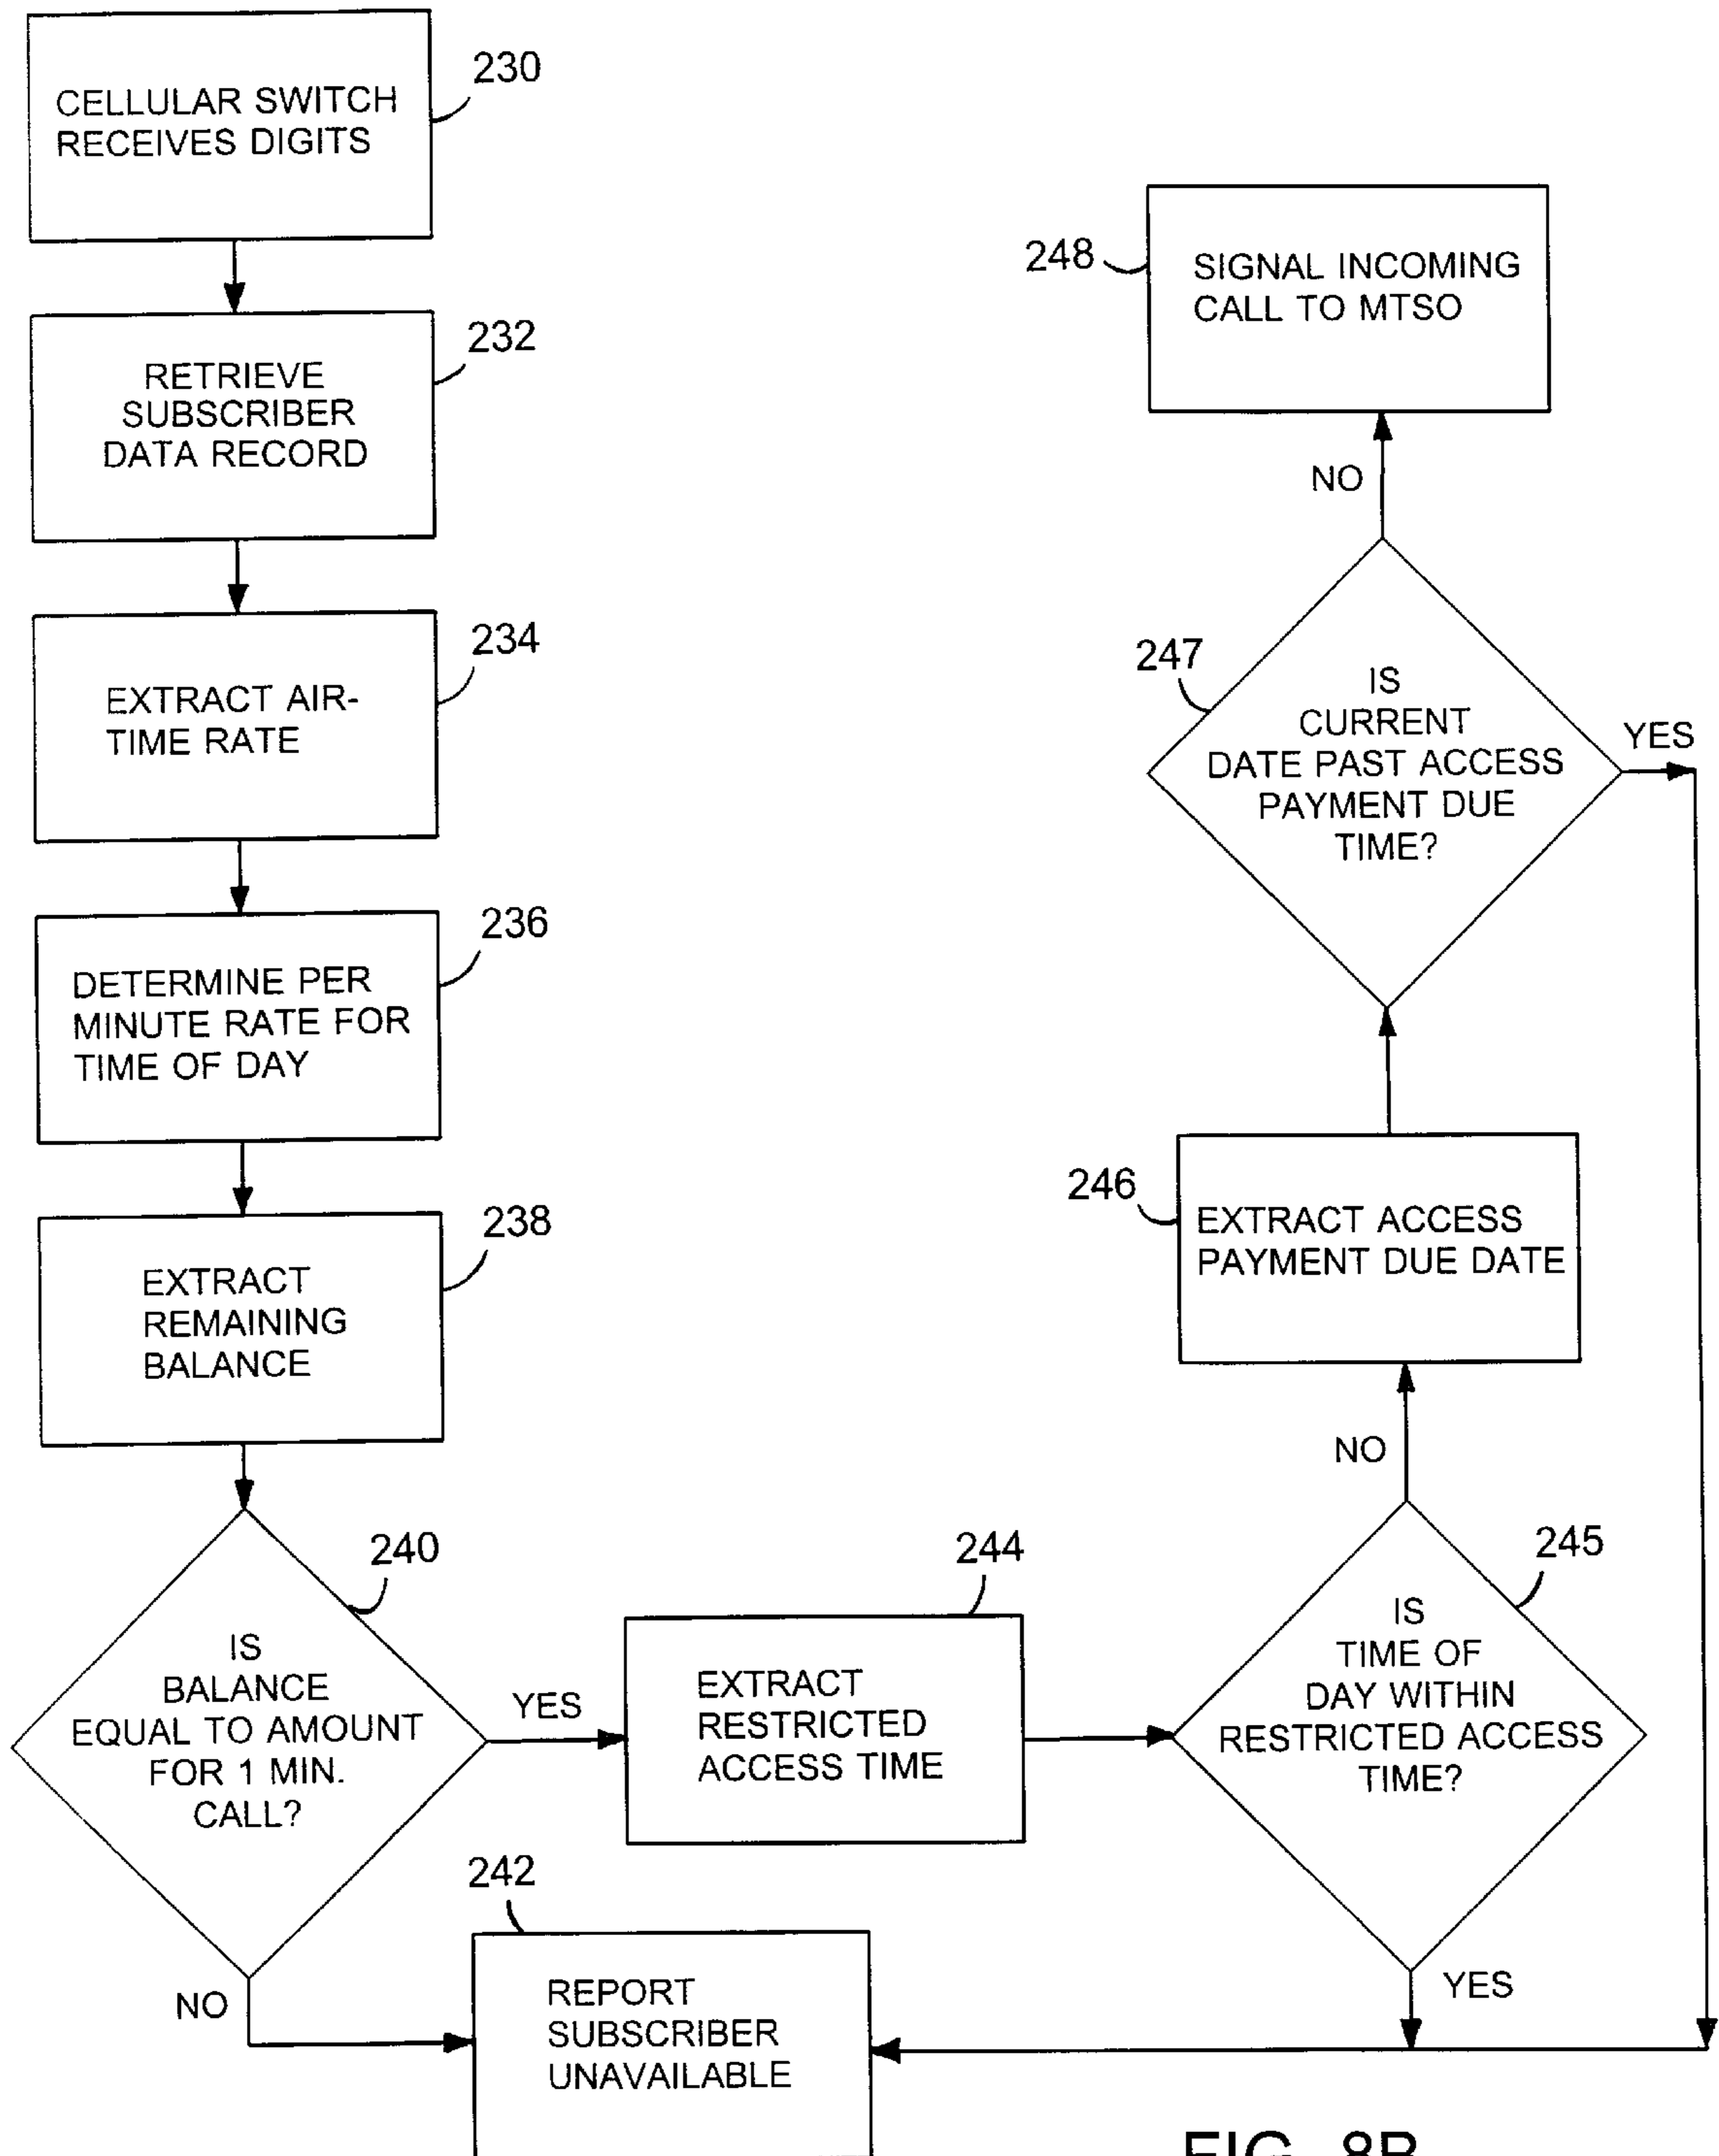 CELLULAR SWITCH
RECEIVES DIGITS
230
RETRIEVE
SUBSCRIBER
DATA RECORD
232
EXTRACT AIR-
TIME RATE
234
DETERMINE PER
MINUTE RATE FOR
TIME OF DAY
236
EXTRACT
REMAINING
BALANCE
238
IS
BALANCE
EQUAL TO AMOUNT
FOR 1 MIN.
CALL?
240
YES
NO
REPORT
SUBSCRIBER
UNAVAILABLE
242
EXTRACT
RESTRICTED
ACCESS TIME
244
IS
TIME OF
DAY WITHIN
RESTRICTED ACCESS
TIME?
245
YES
NO
EXTRACT ACCESS
PAYMENT DUE DATE
246
IS
CURRENT
DATE PAST ACCESS
PAYMENT DUE
TIME?
247
YES
NO
SIGNAL INCOMING
CALL TO MTSO
248
FIG. 8B